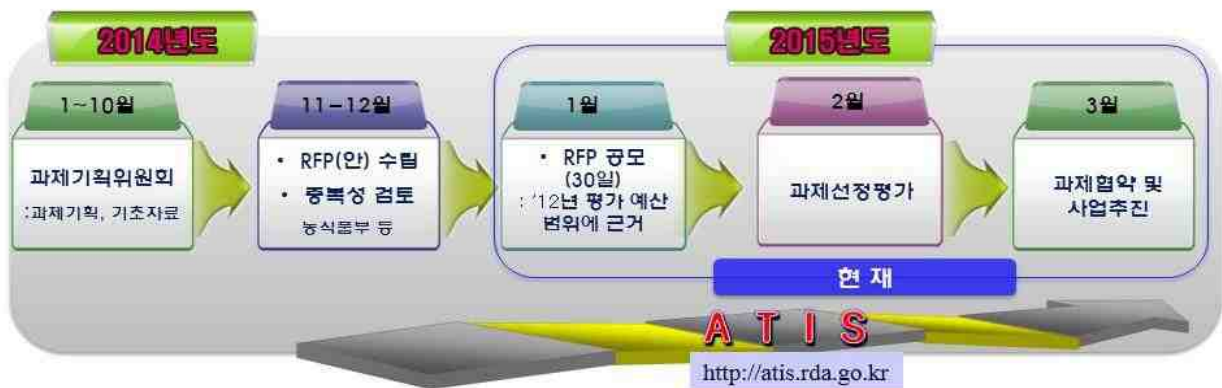 2014년도
2015년도
1~10월
과제기획위원회
:과제기획, 기초자료
11-12월
• RFP(안) 수립
• 중복성 검토
농식품부 등
1월
• RFP 공모
(30일)
: '12년 평가 예산
범위에 근거
2월
과제선정평가
3월
과제협약 및
사업추진
현 재
A T I S
http://atis.rda.go.kr